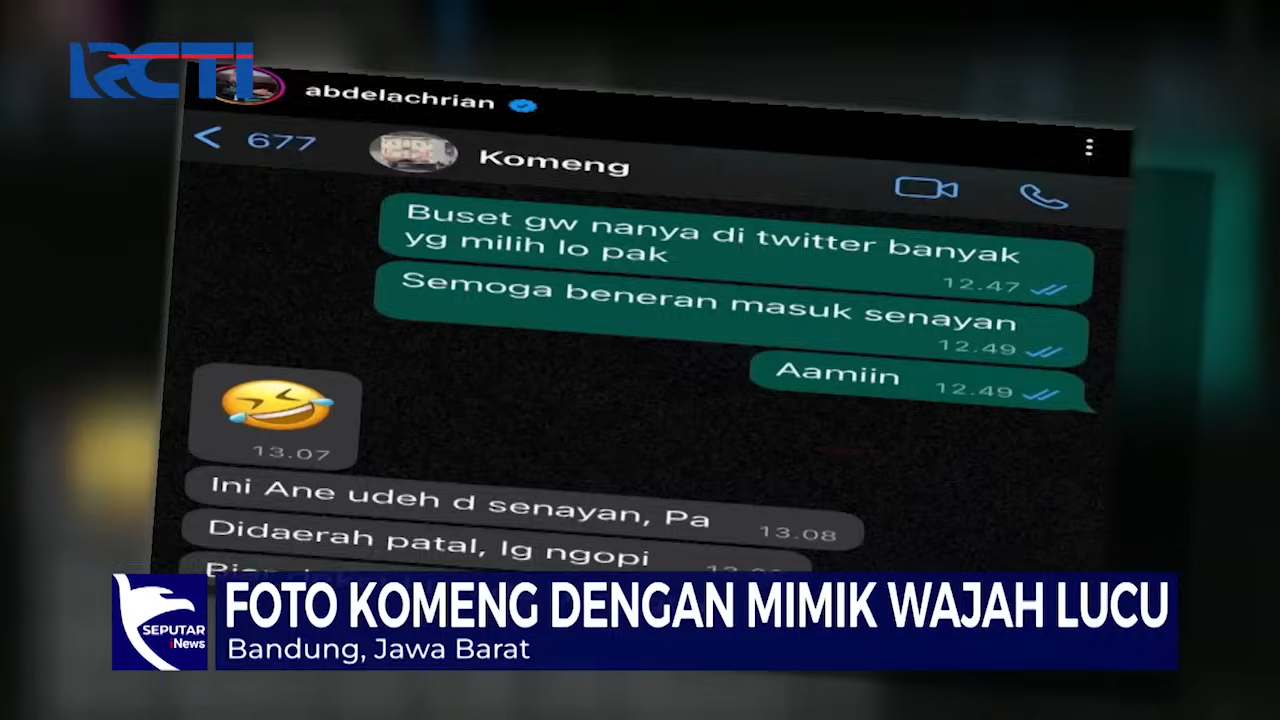 RCTI
abdelachrian
677
Komeng
Buset gw nanya di twitter banyak
yg milih lo pak
12.47
Semoga beneran masuk senayan
12.49
Aamiin
12.49
13.07
Ini Ane udeh d senayan, Pa
13.08
Didaerah patal, lg ngopi
FOTO KOMENG DENGAN MIMIK WAJAH LUCU
SEPUTAR
iNews
Bandung, Jawa Barat